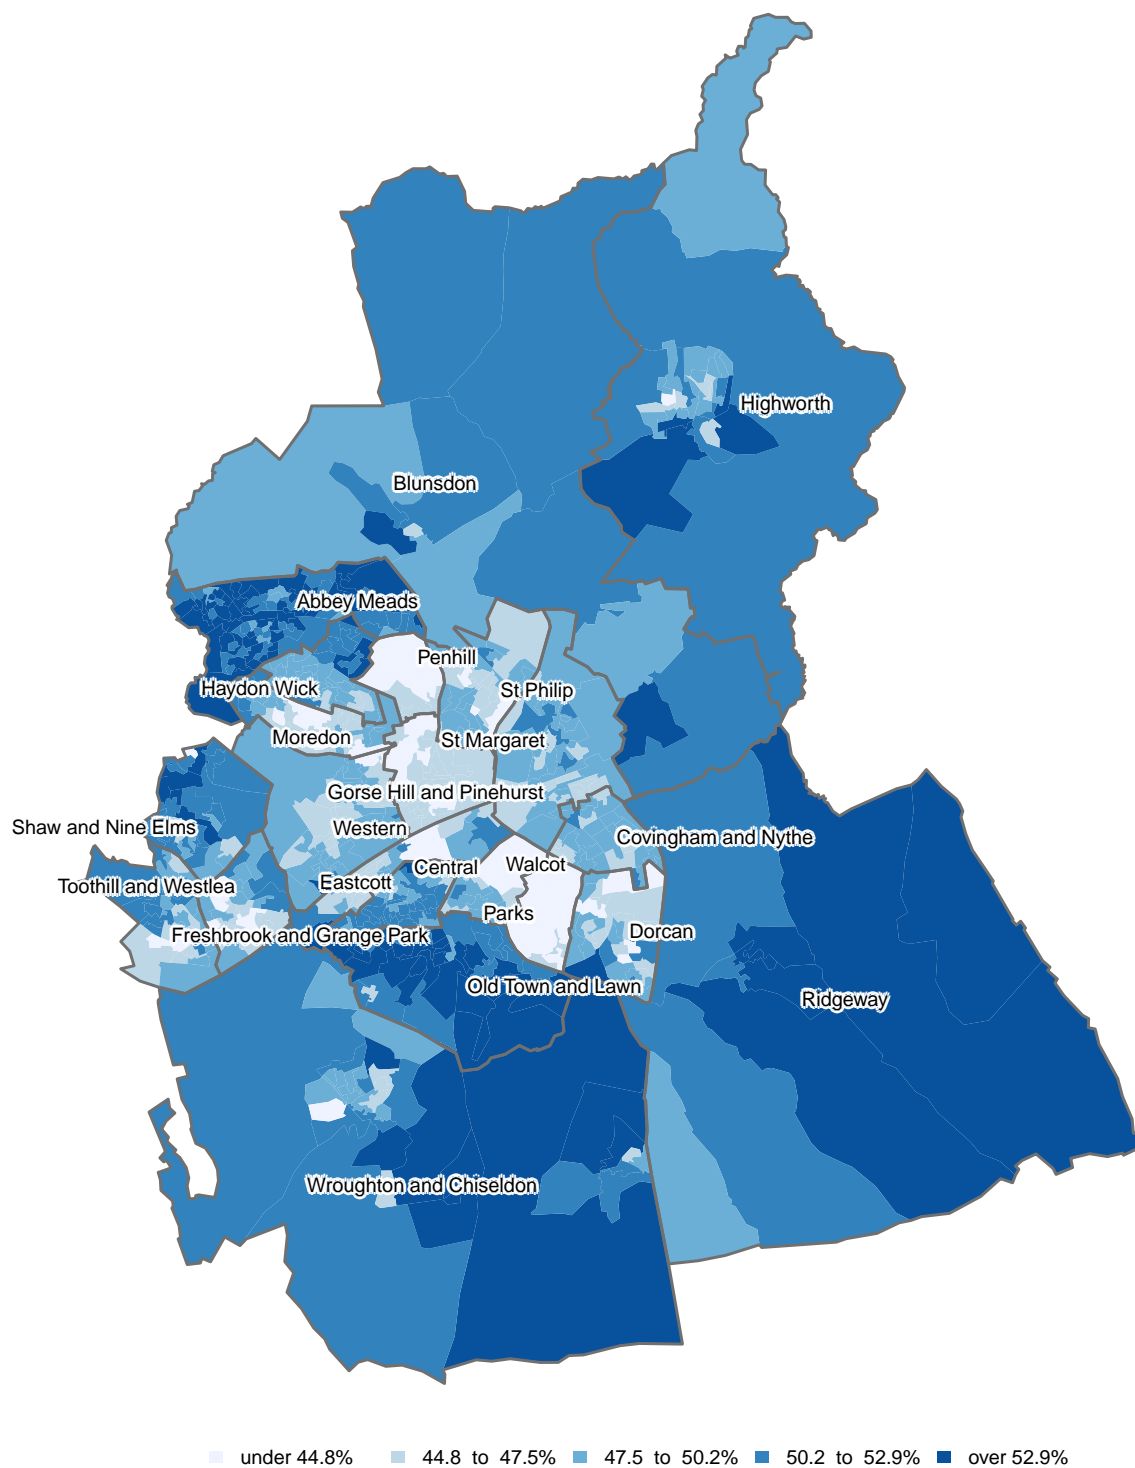 Highworth
Blunsdon
Abbey Meads
Penhill
Haydon Wick
St Philip
Moredon
St Margaret
Gorse Hill and Pinehurst
Shaw and Nine Elms
Western
Covingham and Nythe
Central
Walcot
Toothill and Westlea
Eastcott
Parks
Freshbrook and Grange Park
Dorcan
Old Town and Lawn
Ridgeway
Wroughton and Chiseldon
under 44.8% 44.8 to 47.5% 47.5 to 50.2% 50.2 to 52.9% over 52.9%